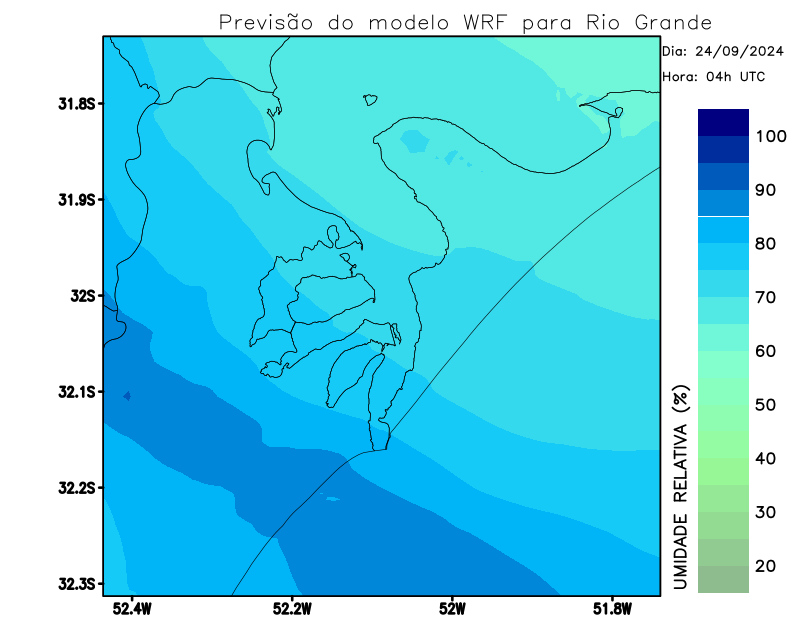 Previsão do modelo WRF para Rio Grande
Dia: 24/09/2024
Hora: 04h UTC
31.8S
31.9S
32S
32.1S
32.2S
32.3S
52.4W
52.2W
52W
51.8W
100
90
80
70
60
50
40
30
20
UMIDADE RELATIVA (%)